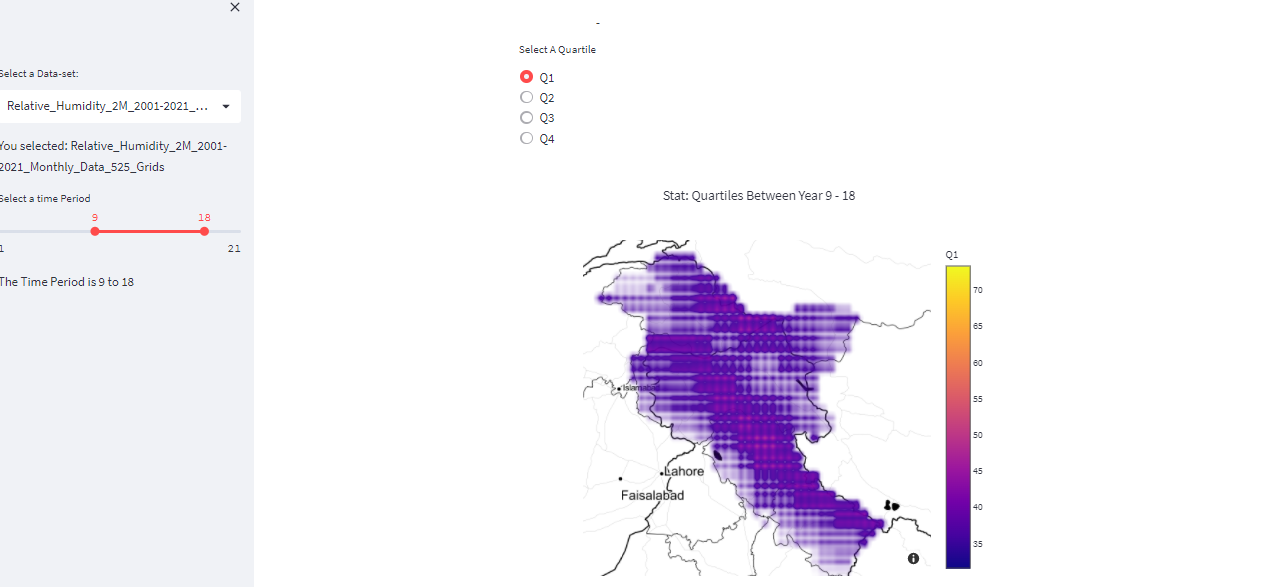 Select a Data-set:
Relative_Humidity_2M_2001-2021_...
You selected: Relative_Humidity_2M_2001-
2021_Monthly_Data_525_Grids
Select a time Period
9 18
1 21
The Time Period is 9 to 18
Select A Quartile
Q1
Q2
Q3
Q4
Stat: Quartiles Between Year 9 - 18
Q1
70
65
60
55
50
45
40
35
Islamabad
Lahore
Faisalabad